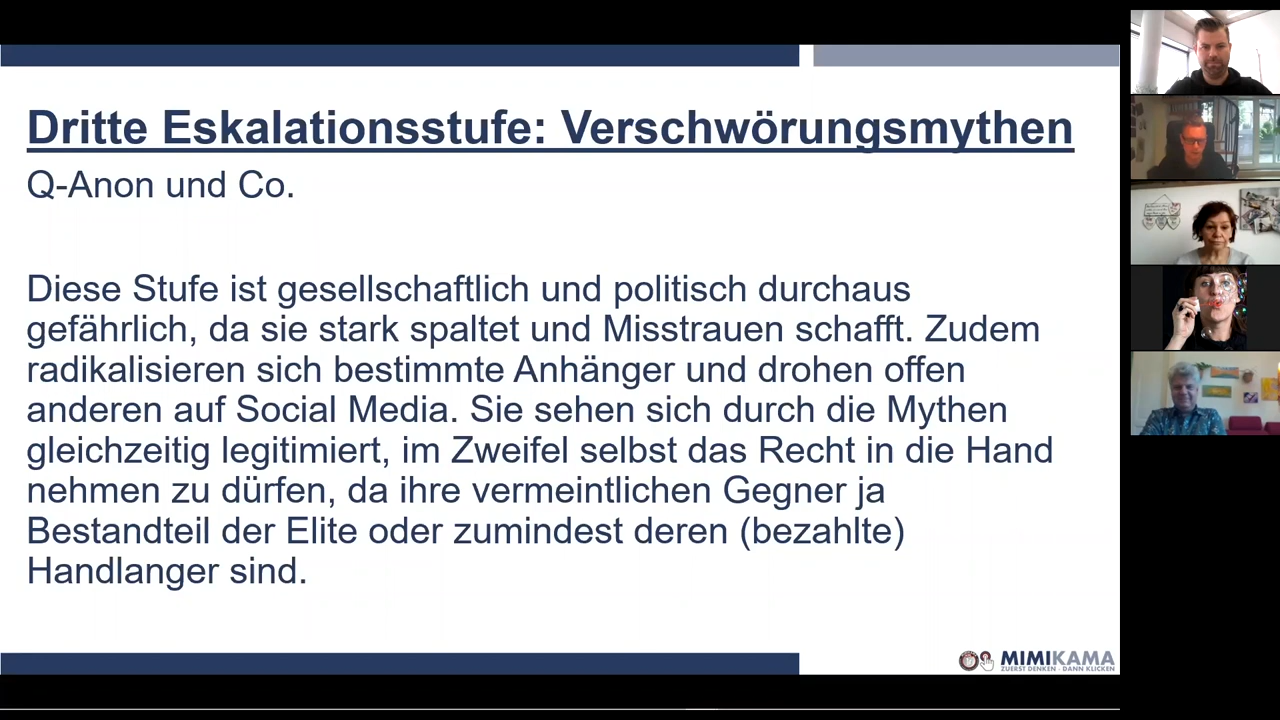 Dritte Eskalationsstufe: Verschwörungsmythen
Q-Anon und Co.
Diese Stufe ist gesellschaftlich und politisch durchaus
gefährlich, da sie stark spaltet und Misstrauen schafft. Zudem
radikalisieren sich bestimmte Anhänger und drohen offen
anderen auf Social Media. Sie sehen sich durch die Mythen
gleichzeitig legitimiert, im Zweifel selbst das Recht in die Hand
nehmen zu dürfen, da ihre vermeintlichen Gegner ja
Bestandteil der Elite oder zumindest deren (bezahlte)
Handlanger sind.
MIMIKAMA
ZUERST DENKEN - DANN KLICKEN